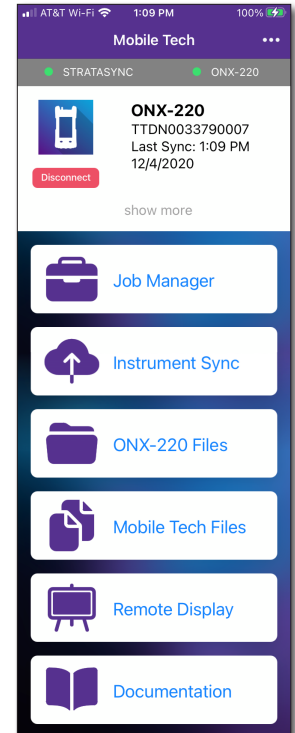 AT&T Wi-Fi 1:09 PM 100%
Mobile Tech
STRATASYNC ONX-220
ONX-220
TTDN0033790007
Last Sync: 1:09 PM
12/4/2020
Disconnect
show more
Job Manager
Instrument Sync
ONX-220 Files
Mobile Tech Files
Remote Display
Documentation